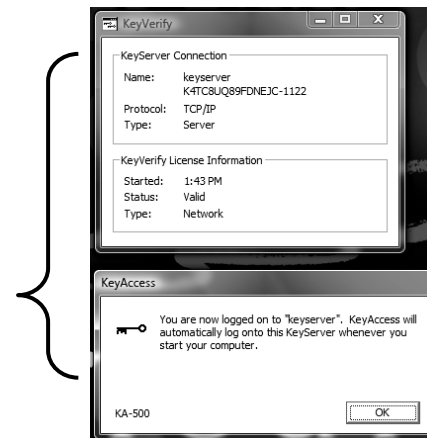 KeyVerify
KeyServer Connection
Name: keyserver
K4TC8UQ89FDNEJC-1122
Protocol: TCP/IP
Type: Server
KeyVerify License Information
Started: 1:43 PM
Status: Valid
Type: Network
KeyAccess
You are now logged on to "keyserver". KeyAccess will
automatically log onto this KeyServer whenever you
start your computer.
KA-500
OK